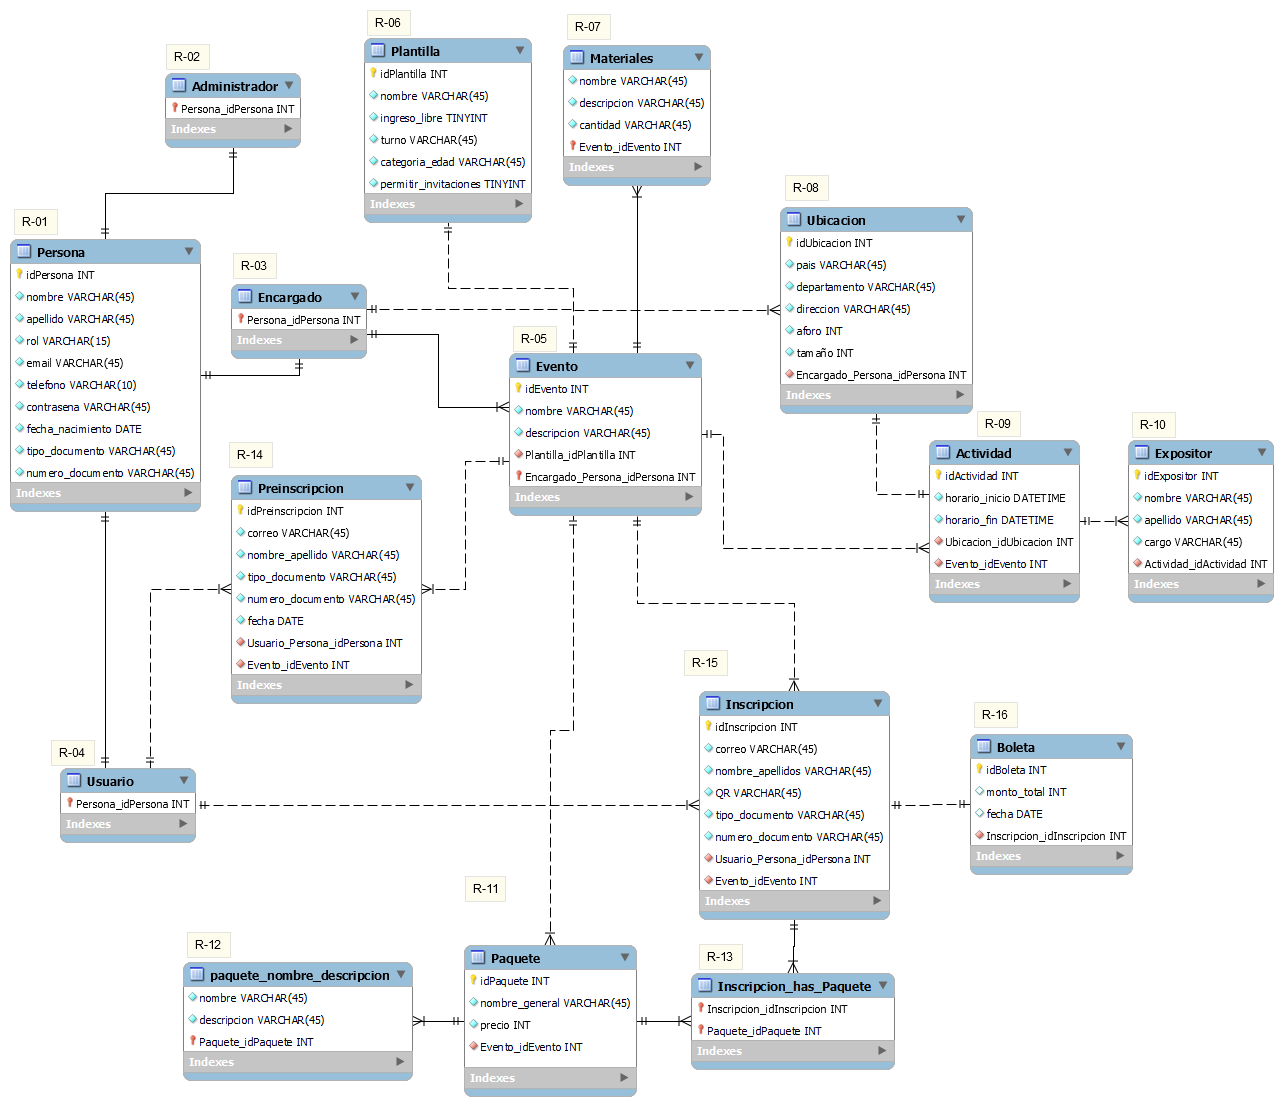 R-01
Persona
idPersona INT
nombre VARCHAR(45)
apellido VARCHAR(45)
rol VARCHAR(15)
email VARCHAR(45)
telefono VARCHAR(10)
contrasena VARCHAR(45)
fecha_nacimiento DATE
tipo_documento VARCHAR(45)
numero_documento VARCHAR(45)
Indexes
R-02
Administrador
Persona_idPersona INT
Indexes
R-03
Encargado
Persona_idPersona INT
Indexes
R-04
Usuario
Persona_idPersona INT
Indexes
R-05
Evento
idEvento INT
nombre VARCHAR(45)
descripcion VARCHAR(45)
Plantilla_idPlantilla INT
Encargado_Persona_idPersona INT
Indexes
R-06
Plantilla
idPlantilla INT
nombre VARCHAR(45)
ingreso_libre TINYINT
turno VARCHAR(45)
categoria_edad VARCHAR(45)
permitir_invitaciones TINYINT
Indexes
R-07
Materiales
nombre VARCHAR(45)
descripcion VARCHAR(45)
cantidad VARCHAR(45)
Evento_idEvento INT
Indexes
R-08
Ubicacion
idUbicacion INT
pais VARCHAR(45)
departamento VARCHAR(45)
direccion VARCHAR(45)
aforo INT
tamaño INT
Encargado_Persona_idPersona INT
Indexes
R-09
Actividad
idActividad INT
horario_inicio DATETIME
horario_fin DATETIME
Ubicacion_idUbicacion INT
Evento_idEvento INT
Indexes
R-10
Expositor
idExpositor INT
nombre VARCHAR(45)
apellido VARCHAR(45)
cargo VARCHAR(45)
Actividad_idActividad INT
Indexes
R-14
Preinscripcion
idPreinscripcion INT
correo VARCHAR(45)
nombre_apellido VARCHAR(45)
tipo_documento VARCHAR(45)
numero_documento VARCHAR(45)
fecha DATE
Usuario_Persona_idPersona INT
Evento_idEvento INT
Indexes
R-15
Inscripcion
idInscripcion INT
correo VARCHAR(45)
nombre_apellidos VARCHAR(45)
QR VARCHAR(45)
tipo_documento VARCHAR(45)
numero_documento VARCHAR(45)
Usuario_Persona_idPersona INT
Evento_idEvento INT
Indexes
R-16
Boleta
idBoleta INT
monto_total INT
fecha DATE
Inscripcion_idInscripcion INT
Indexes
R-11
Paquete
idPaquete INT
nombre_general VARCHAR(45)
precio INT
Evento_idEvento INT
Indexes
R-12
paquete_nombre_descripcion
nombre VARCHAR(45)
descripcion VARCHAR(45)
Paquete_idPaquete INT
Indexes
R-13
Inscripcion_has_Paquete
Inscripcion_idInscripcion INT
Paquete_idPaquete INT
Indexes